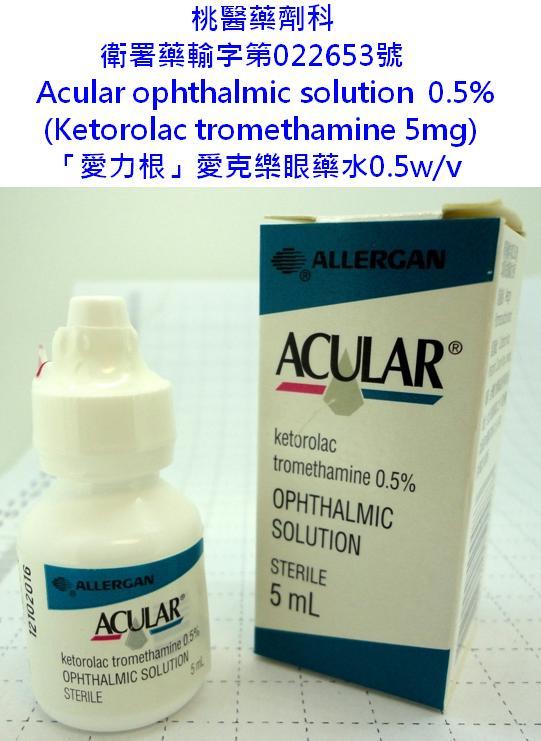 桃醫藥劑科
衛署藥輸字第022653號
Acular ophthalmic solution 0.5%
(Ketorolac tromethamine 5mg)
「愛力根」愛克樂眼藥水0.5w/v
ALLERGAN
®
ACULAR®
ketorolac
tromethamine 0.5%
OPHTHALMIC
SOLUTION
STERILE
5 mL
ALLERGAN
ACULAR®
ketorolac tromethamine 0.5%
OPHTHALMIC SOLUTION 5 mL
STERILE
12102016